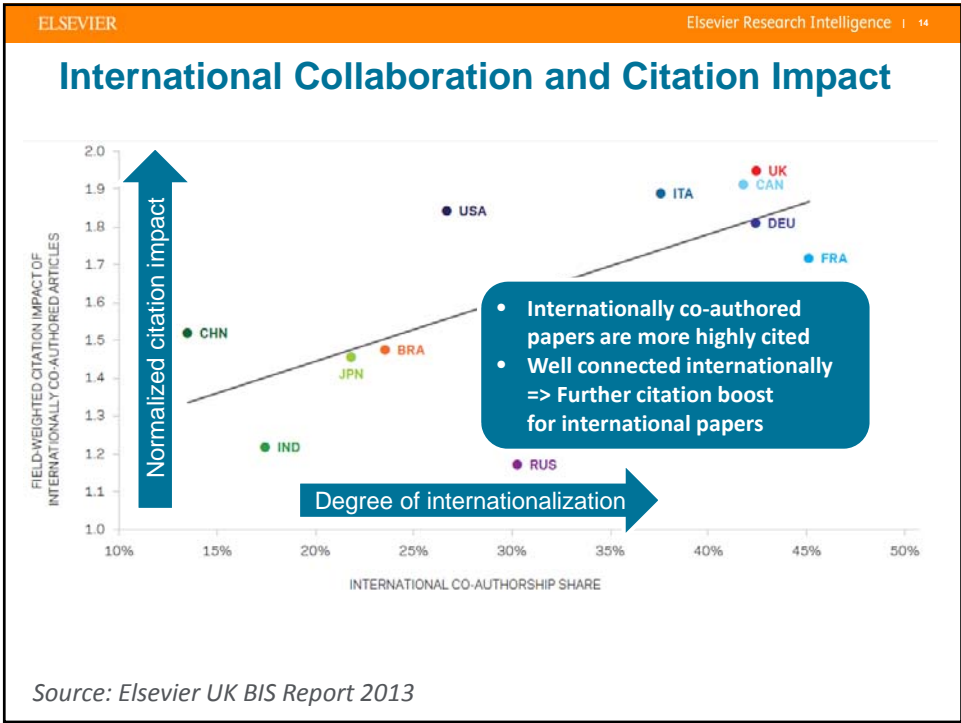 ELSEVIER
Elsevier Research Intelligence | 14
International Collaboration and Citation Impact
FIELD-WEIGHTED CITATION IMPACT OF
INTERNATIONALLY CO-AUTHORED ARTICLES
2.0
1.9
1.8
1.7
1.6
1.5
1.4
1.3
1.2
1.1
1.0
Normalized citation impact
UK
CAN
ITA
USA
DEU
FRA
CHN
BRA
JPN
IND
RUS
• Internationally co-authored
papers are more highly cited
• Well connected internationally
=> Further citation boost
for international papers
Degree of internationalization
10% 15% 20% 25% 30% 35% 40% 45% 50%
INTERNATIONAL CO-AUTHORSHIP SHARE
Source: Elsevier UK BIS Report 2013